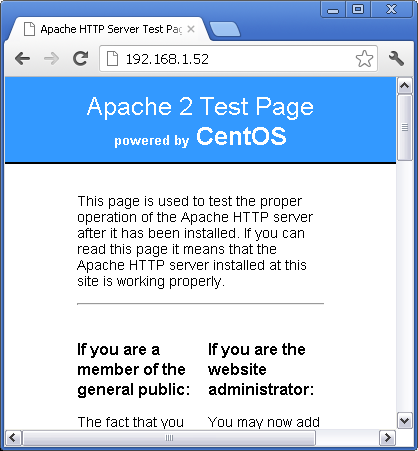 Apache HTTP Server Test Pag
192.168.1.52
Apache 2 Test Page
powered by CentOS
This page is used to test the proper
operation of the Apache HTTP server
after it has been installed. If you can
read this page it means that the
Apache HTTP server installed at this
site is working properly.
If you are a
member of the
general public:
The fact that you
If you are the
website
administrator:
You may now add